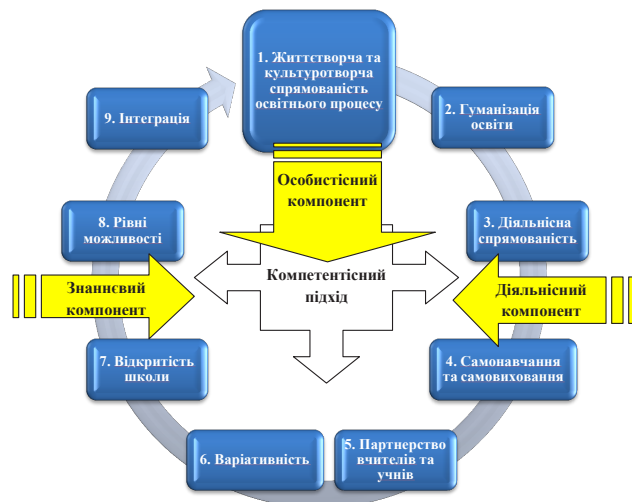 1. Життєтворча та
культуротворча
спрямованість
освітнього процесу
2. Гуманізація
освіти
3. Діяльнісна
спрямованість
4. Самонавчання
та самовиховання
5. Партнерство
вчителів та
учнів
6. Варіативність
7. Відкритість
школи
8. Рівні
можливості
9. Інтеграція
Особистісний
компонент
Знаннєвий
компонент
Компетентісний
підхід
Діяльнісний
компонент